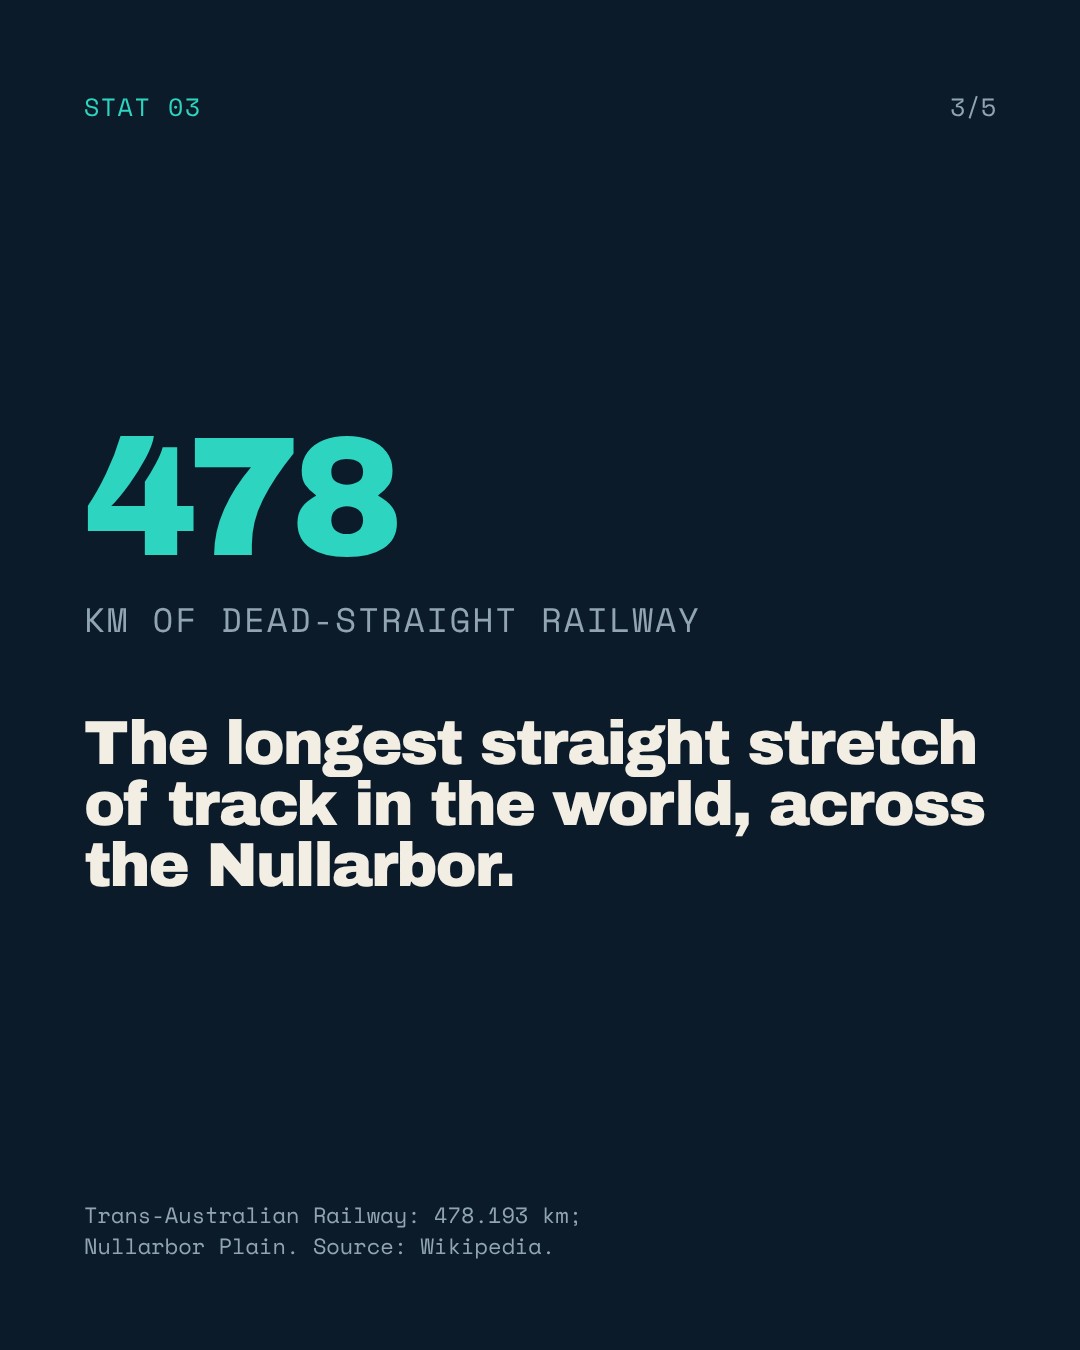 STAT 03
3/5
478
KM OF DEAD-STRAIGHT RAILWAY
The longest straight stretch
of track in the world, across
the Nullarbor.
Trans-Australian Railway: 478.193 km;
Nullarbor Plain. Source: Wikipedia.